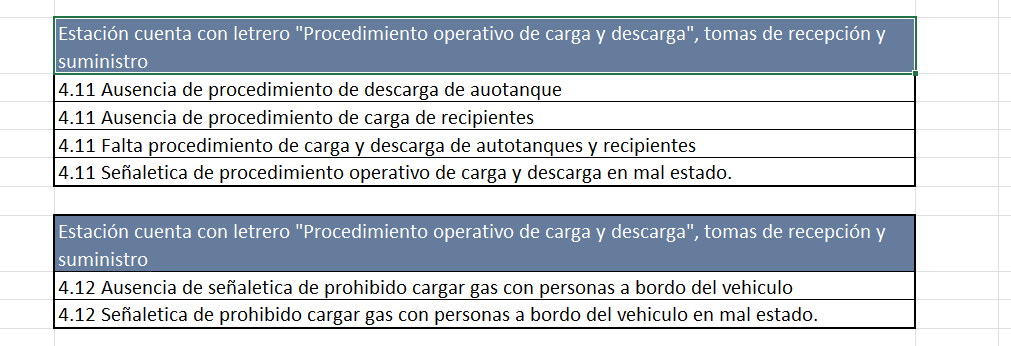 Estación cuenta con letrero "Procedimiento operativo de carga y descarga", tomas de recepción y
suministro
4.11 Ausencia de procedimiento de descarga de auotanque
4.11 Ausencia de procedimiento de carga de recipientes
4.11 Falta procedimiento de carga y descarga de autotanques y recipientes
4.11 Señaletica de procedimiento operativo de carga y descarga en mal estado.
Estación cuenta con letrero "Procedimiento operativo de carga y descarga", tomas de recepción y
suministro
4.12 Ausencia de señaletica de prohibido cargar gas con personas a bordo del vehiculo
4.12 Señaletica de prohibido cargar gas con personas a bordo del vehiculo en mal estado.